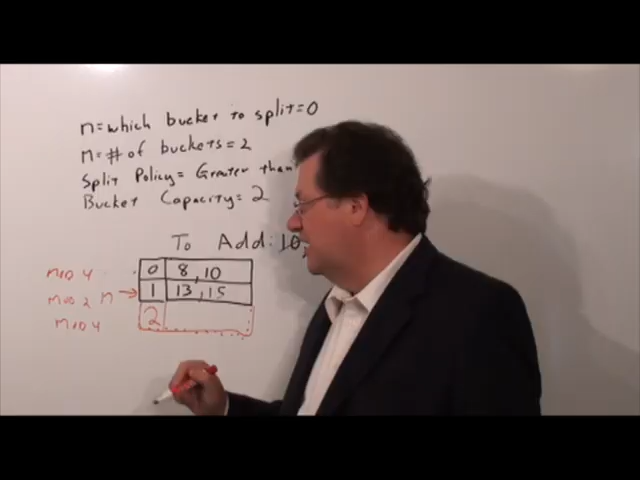 n=which bucket to split=0
m=# of buckets=2
Split Policy= Greater than
Bucket Capacity= 2
To Add: 10,
mod 4 0 8, 10
mod 2 n → 1 13, 15
mod 4 2